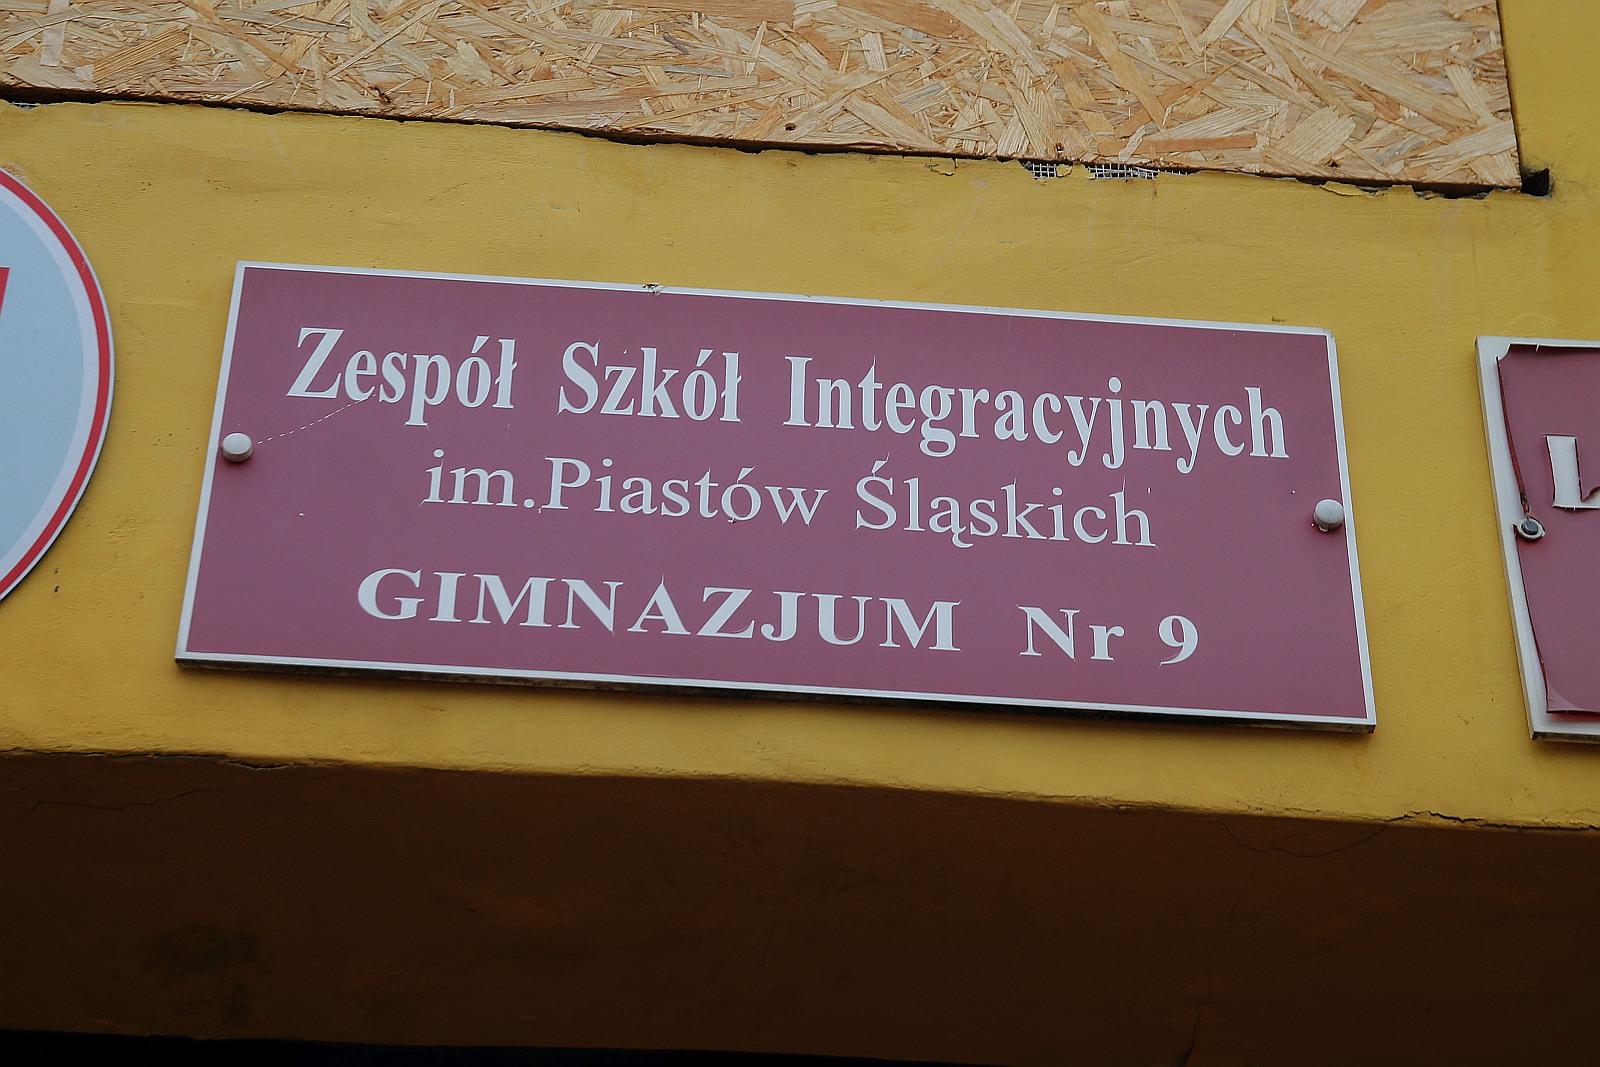 Zespół Szkół Integracyjnych
im.Piastów Śląskich
GIMNAZJUM Nr 9